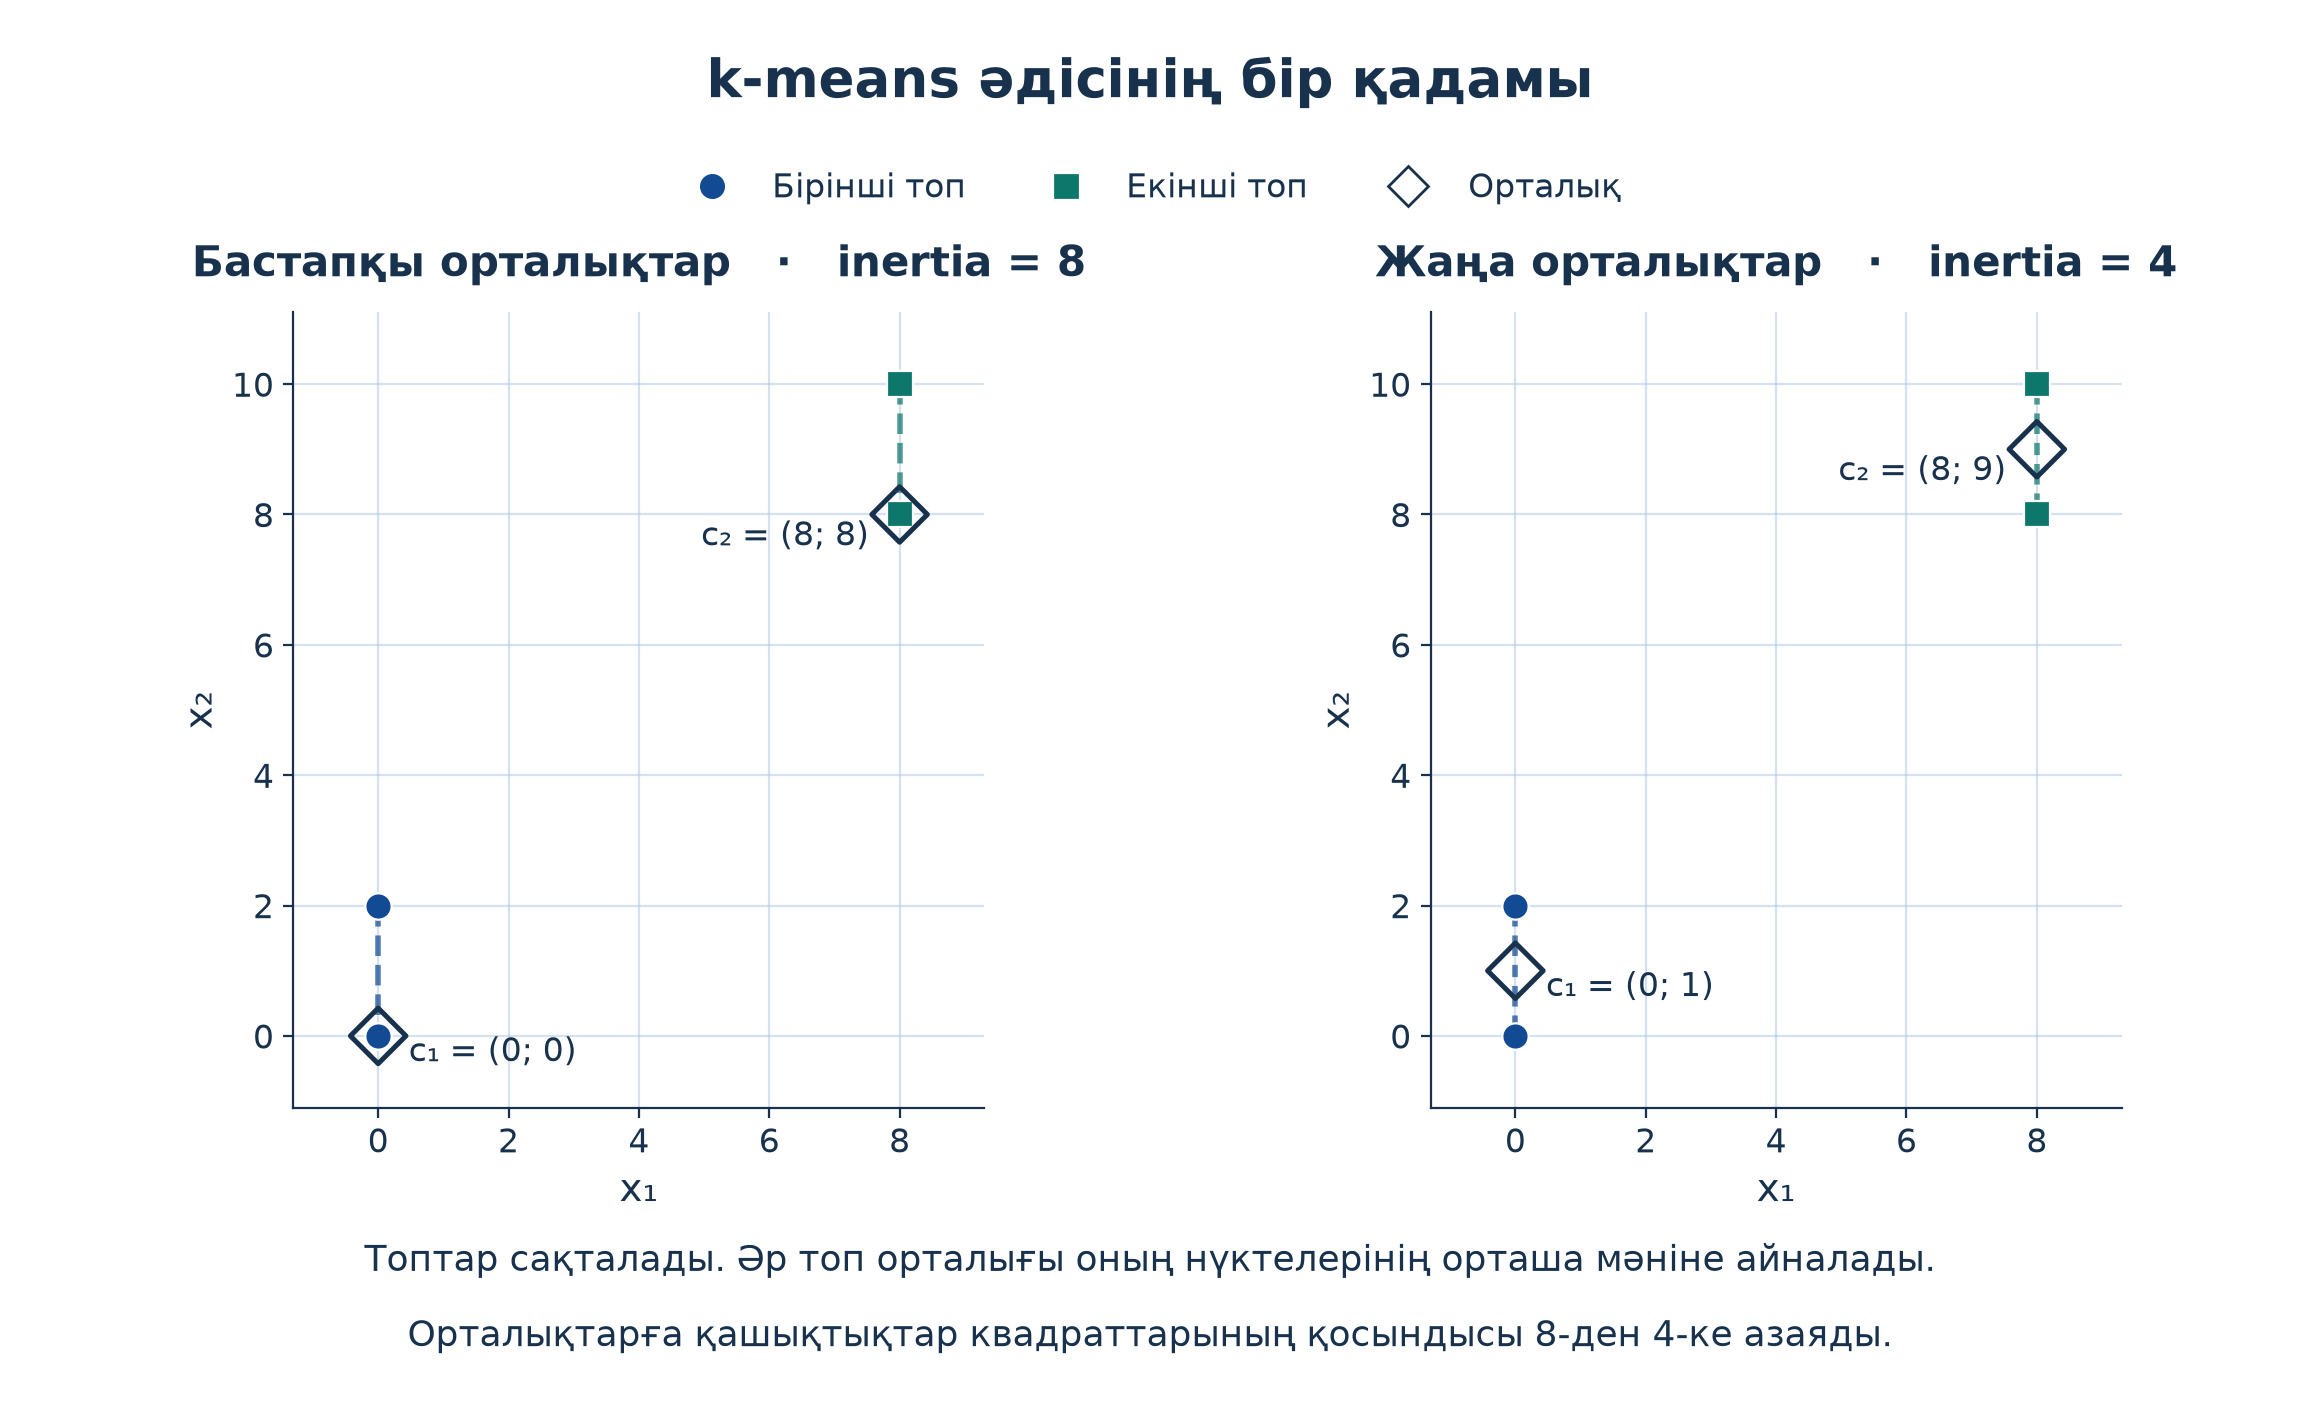 k-means әдісінің бір қадамы
Бірінші топ
Екінші топ
Орталық
Бастапқы орталықтар · inertia = 8
10
8
6
4
2
0
x₂
c₂ = (8; 8)
c₁ = (0; 0)
0 2 4 6 8
x₁
Жаңа орталықтар · inertia = 4
10
8
6
4
2
0
x₂
c₂ = (8; 9)
c₁ = (0; 1)
0 2 4 6 8
x₁
Топтар сақталады. Әр топ орталығы оның нүктелерінің орташа мәніне айналады.
Орталықтарға қашықтықтар квадраттарының қосындысы 8-ден 4-ке азаяды.